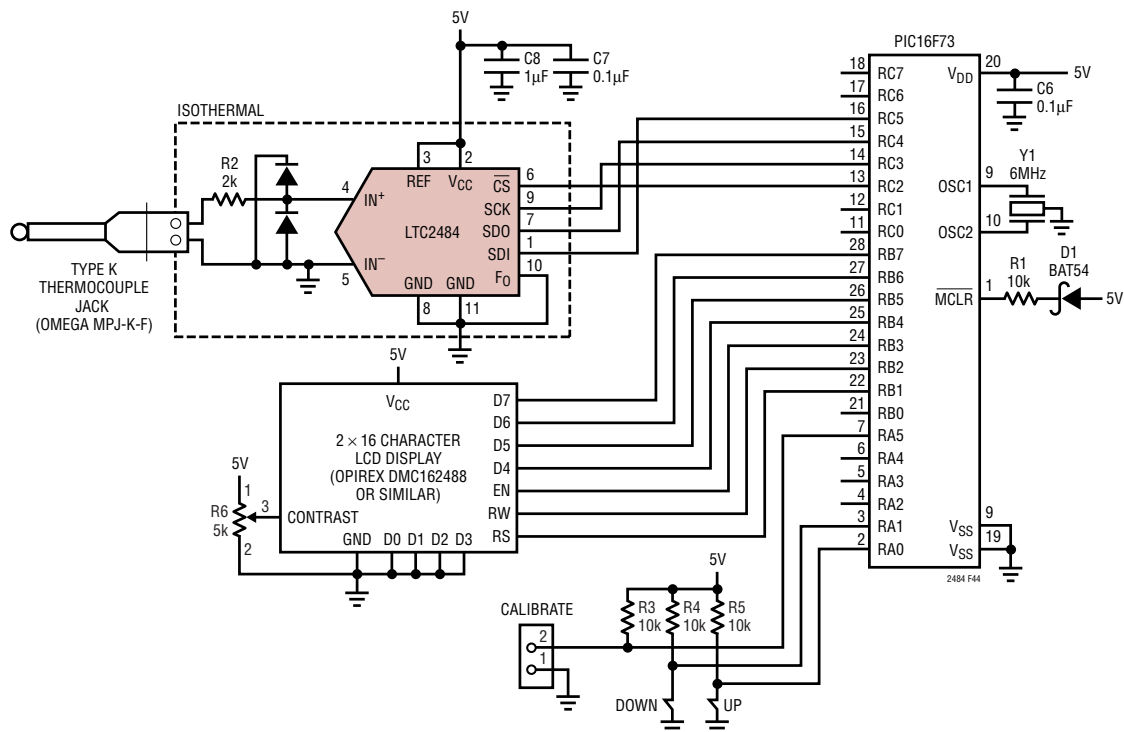 5V
C8
1µF
C7
0.1µF
ISOTHERMAL
R2
2k
4
5
3
2
REF
VCC
IN+
IN−
LTC2484
CS
SCK
SDO
SDI
FO
6
9
7
1
10
GND
GND
8
11
TYPE K
THERMOCOUPLE
JACK
(OMEGA MPJ-K-F)
PIC16F73
18
RC7
17
RC6
16
RC5
15
RC4
14
RC3
13
RC2
12
RC1
11
RC0
28
RB7
27
RB6
26
RB5
25
RB4
24
RB3
23
RB2
22
RB1
21
RB0
7
RA5
6
RA4
5
RA3
4
RA2
3
RA1
2
RA0
VDD
20
5V
C6
0.1µF
Y1
6MHz
OSC1
9
OSC2
10
MCLR
1
R1
10k
D1
BAT54
5V
VSS
9
VSS
19
2484 F44
5V
VCC
2 × 16 CHARACTER
LCD DISPLAY
(OPIREX DMC162488
OR SIMILAR)
D7
D6
D5
D4
EN
RW
RS
5V
1
R6
5k
3
2
CONTRAST
GND
D0
D1
D2
D3
CALIBRATE
2
1
5V
R3
10k
R4
10k
R5
10k
DOWN
UP